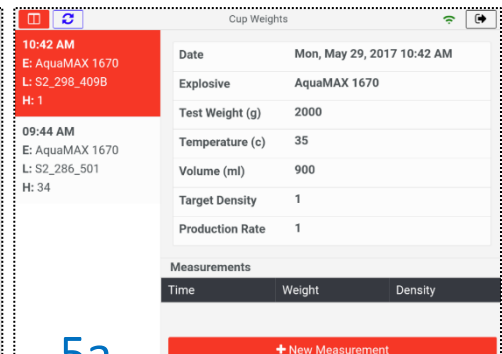 Cup Weights
10:42 AM
E: AquaMAX 1670
L: S2_298_409B
H: 1
09:44 AM
E: AquaMAX 1670
L: S2_286_501
H: 34
Date Mon, May 29, 2017 10:42 AM
Explosive AquaMAX 1670
Test Weight (g) 2000
Temperature (c) 35
Volume (ml) 900
Target Density 1
Production Rate 1
Measurements
Time Weight Density
+ New Measurement
5a